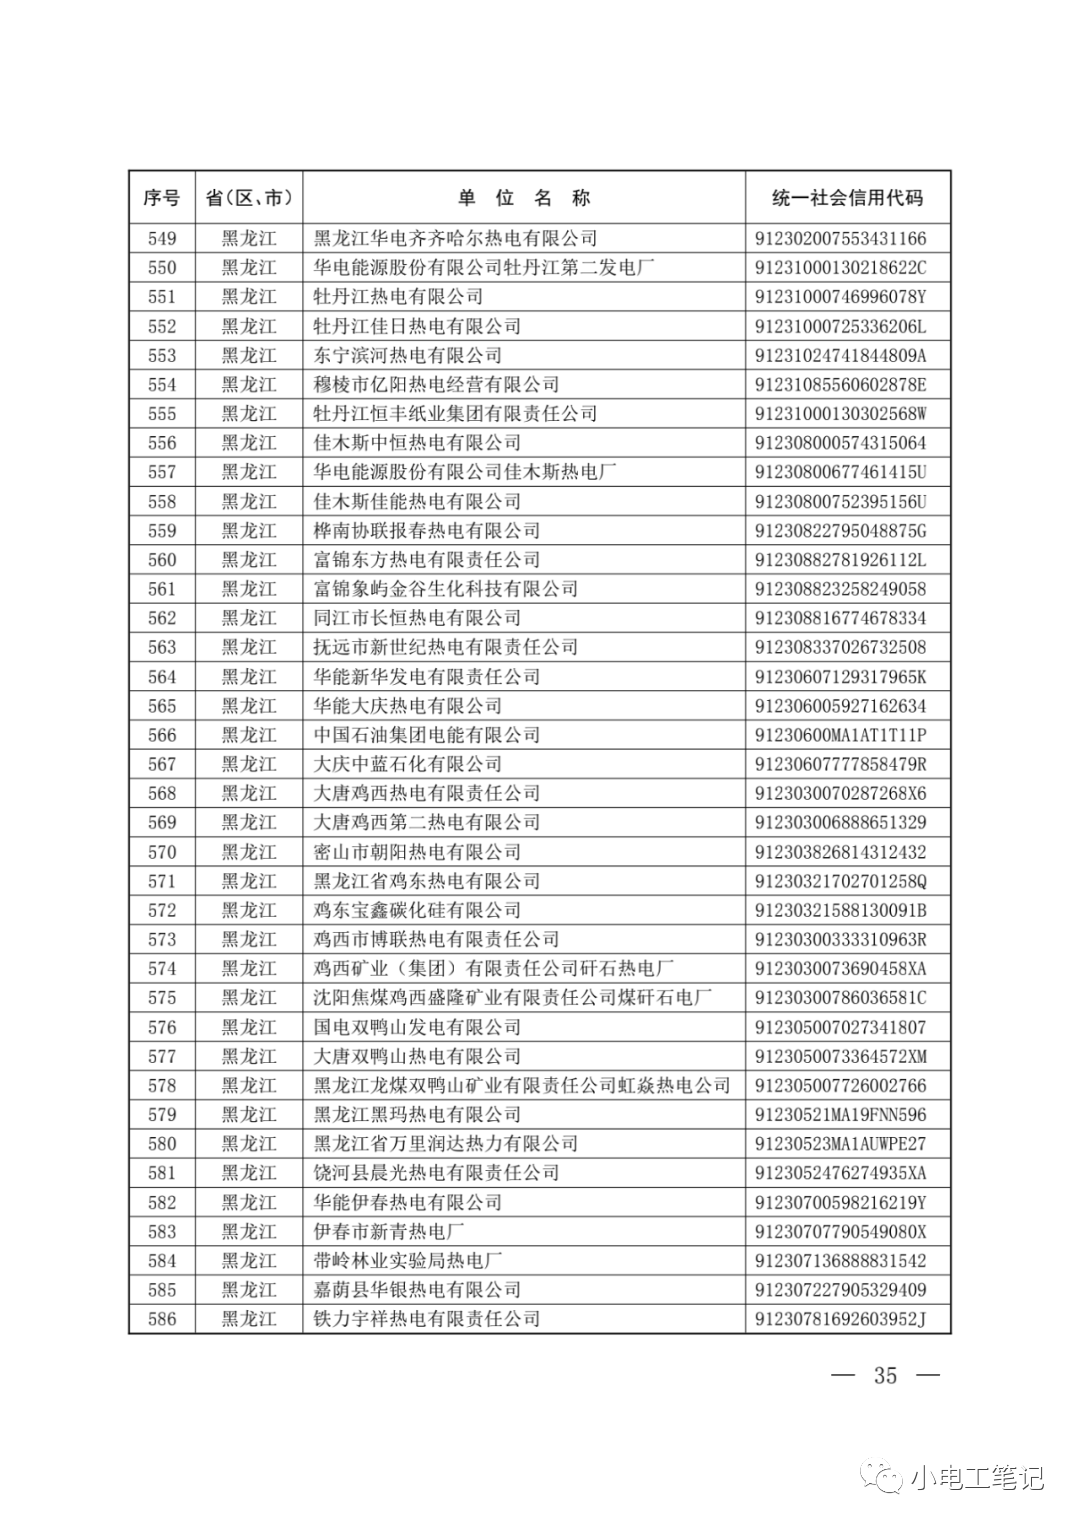 序号 省(区、市) 单位名称 统一社会信用代码
549 黑龙江 黑龙江华电齐齐哈尔热电有限公司 912302007553431166
550 黑龙江 华电能源股份有限公司牡丹江第二发电厂 91231000130218622C
551 黑龙江 牡丹江热电有限公司 91231000746996078Y
552 黑龙江 牡丹江佳日热电有限公司 91231000725336206L
553 黑龙江 东宁滨河热电有限公司 91231024741844809A
554 黑龙江 穆棱市亿阳热电经营有限公司 91231085560602878E
555 黑龙江 牡丹江恒丰纸业集团有限责任公司 91231000130302568W
556 黑龙江 佳木斯中恒热电有限公司 912308000574315064
557 黑龙江 华电能源股份有限公司佳木斯热电厂 91230800677461415U
558 黑龙江 佳木斯佳能热电有限公司 91230800752395156U
559 黑龙江 桦南协联报春热电有限公司 91230822795048875G
560 黑龙江 富锦东方热电有限责任公司 91230882781926112L
561 黑龙江 富锦象屿金谷生化科技有限公司 912308823258249058
562 黑龙江 同江市长恒热电有限公司 912308816774678334
563 黑龙江 抚远市新世纪热电有限责任公司 912308337026732508
564 黑龙江 华能新华发电有限责任公司 91230607129317965K
565 黑龙江 华能大庆热电有限公司 912306005927162634
566 黑龙江 中国石油集团电能有限公司 91230600MA1AT1T11P
567 黑龙江 大庆中蓝石化有限公司 91230607777858479R
568 黑龙江 大唐鸡西热电有限责任公司 9123030070287268X6
569 黑龙江 大唐鸡西第二热电有限公司 912303006888651329
570 黑龙江 密山市朝阳热电有限公司 912303826814312432
571 黑龙江 黑龙江省鸡东热电有限公司 91230321702701258Q
572 黑龙江 鸡东宝鑫碳化硅有限公司 91230321588130091B
573 黑龙江 鸡西市博联热电有限责任公司 91230300333310963R
574 黑龙江 鸡西矿业（集团）有限责任公司矸石热电厂 9123030073690458XA
575 黑龙江 沈阳焦煤鸡西盛隆矿业有限责任公司煤矸石电厂 91230300786036581C
576 黑龙江 国电双鸭山发电有限公司 912305007027341807
577 黑龙江 大唐双鸭山热电有限公司 9123050073364572XM
578 黑龙江 黑龙江龙煤双鸭山矿业有限责任公司虹焱热电公司 912305007726002766
579 黑龙江 黑龙江黑玛热电有限公司 91230521MA19FNN596
580 黑龙江 黑龙江省万里润达热力有限公司 91230523MA1AUWPE27
581 黑龙江 饶河县晨光热电有限责任公司 9123052476274935XA
582 黑龙江 华能伊春热电有限公司 91230700598216219Y
583 黑龙江 伊春市新青热电厂 91230707790549080X
584 黑龙江 带岭林业实验局热电厂 912307136888831542
585 黑龙江 嘉荫县华银热电有限公司 912307227905329409
586 黑龙江 铁力宇祥热电有限责任公司 91230781692603952J
— 35 —
小电工笔记